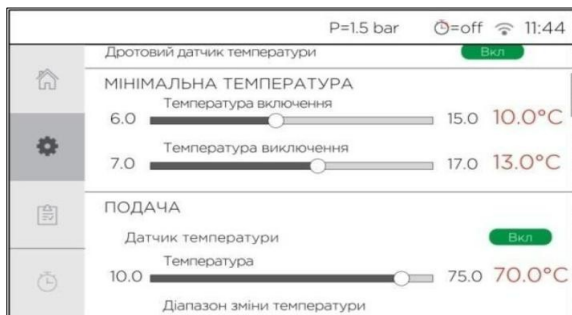 P=1.5 bar =off 11:44
Дротовий датчик температури Вкл
МІНІМАЛЬНА ТЕМПЕРАТУРА
Температура включення
6.0 15.0 10.0°C
Температура виключення
7.0 17.0 13.0°C
ПОДАЧА
Датчик температури Вкл
Температура
10.0 75.0 70.0°C
Діапазон зміни температури